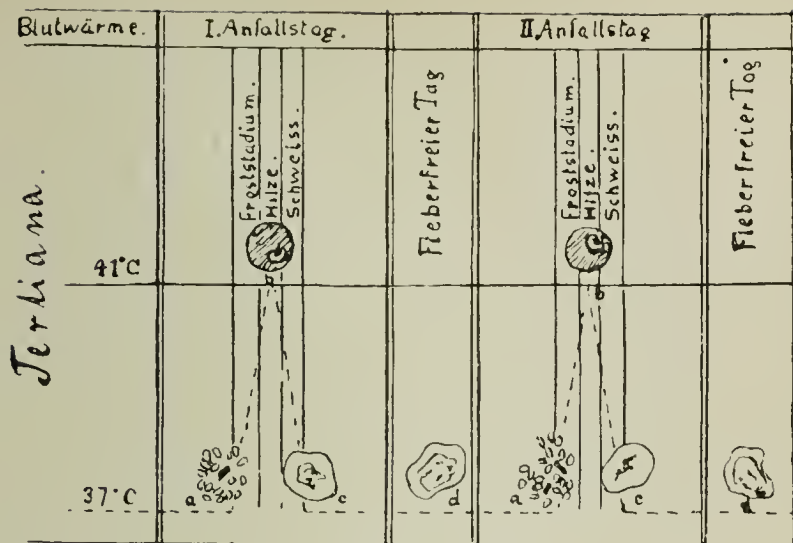 Blutwärme.
I. Anfallstag.
II. Anfallstag
Froststadium.
Hitze.
Schweiss.
Fieberfreier Tag
Froststadium.
Hitze.
Schweiss.
Fieberfreier Tag
Tertiana.
41°C
b
b
37°C
a
c
d
a
c